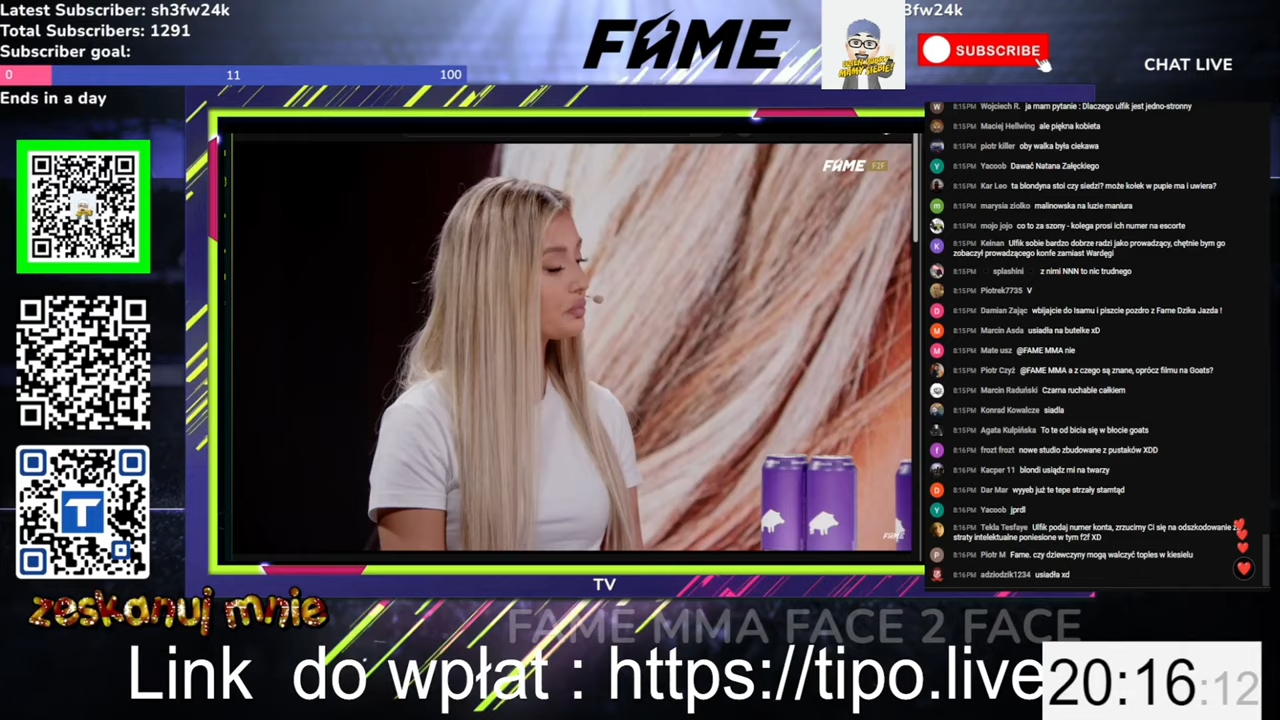 Latest Subscriber: sh3fw24k
Total Subscribers: 1291
Subscriber goal:
0 11 100
Ends in a day
FAME
3fw24k
MAMY CIEBIE!
SUBSCRIBE
CHAT LIVE
FAME F2F
8:15PM Wojciech R. ja mam pytanie : Dlaczego ulfik jest jedno-stronny
8:15PM Maciej Hellwing ale piękna kobieta
8:15PM piotr killer oby walka była ciekawa
8:15PM Yacoob Dawać Natana Załęckiego
8:15PM Kar Leo ta blondyna stoi czy siedzi? może kołek w pupie ma i uwiera?
8:15PM marysia ziolko malinowska na luzie maniura
8:15PM mojo jojo co to za szony - kolega prosi ich numer na escorte
8:15PM Keinan Ulfik sobie bardzo dobrze radzi jako prowadzący, chętnie bym go
zobaczył prowadzącego konfe zamiast Wardęgi
8:15PM splashini z nimi NNN to nic trudnego
8:15PM Piotrek7735 V
8:15PM Damian Zając wbijajcie do Isamu i piszcie pozdro z Fame Dzika Jazda !
8:15PM Marcin Asda usiadła na butelke xD
8:15PM Mate usz @FAME MMA nie
8:15PM Piotr Czyż @FAME MMA a z czego są znane, oprócz filmu na Goats?
8:15PM Marcin Raduński Czarna ruchable całkiem
8:15PM Konrad Kowalcze siadla
8:15PM Agata Kulpińska To te od bicia się w błocie goats
8:15PM frozt frozt nowe studio zbudowane z pustaków XDD
8:16PM Kacper 11 blondi usiądz mi na twarzy
8:16PM Dar Mar wyyeb już te tepe strzały stamtąd
8:16PM Yacoob jprdl
8:16PM Tekla Tesfaye Ulfik podaj numer konta, zrzucimy Ci się na odszkodowanie z
straty intelektualne poniesione w tym f2f XD
8:16PM Piotr M Fame. czy dziewczyny mogą walczyć toples w kiesielu
8:16PM adziodzik1234 usiadła xd
FAME
T
TV
zeskanuj mnie
FAME MMA FACE 2 FACE
Link do wpłat : https://tipo.live
20:16:12